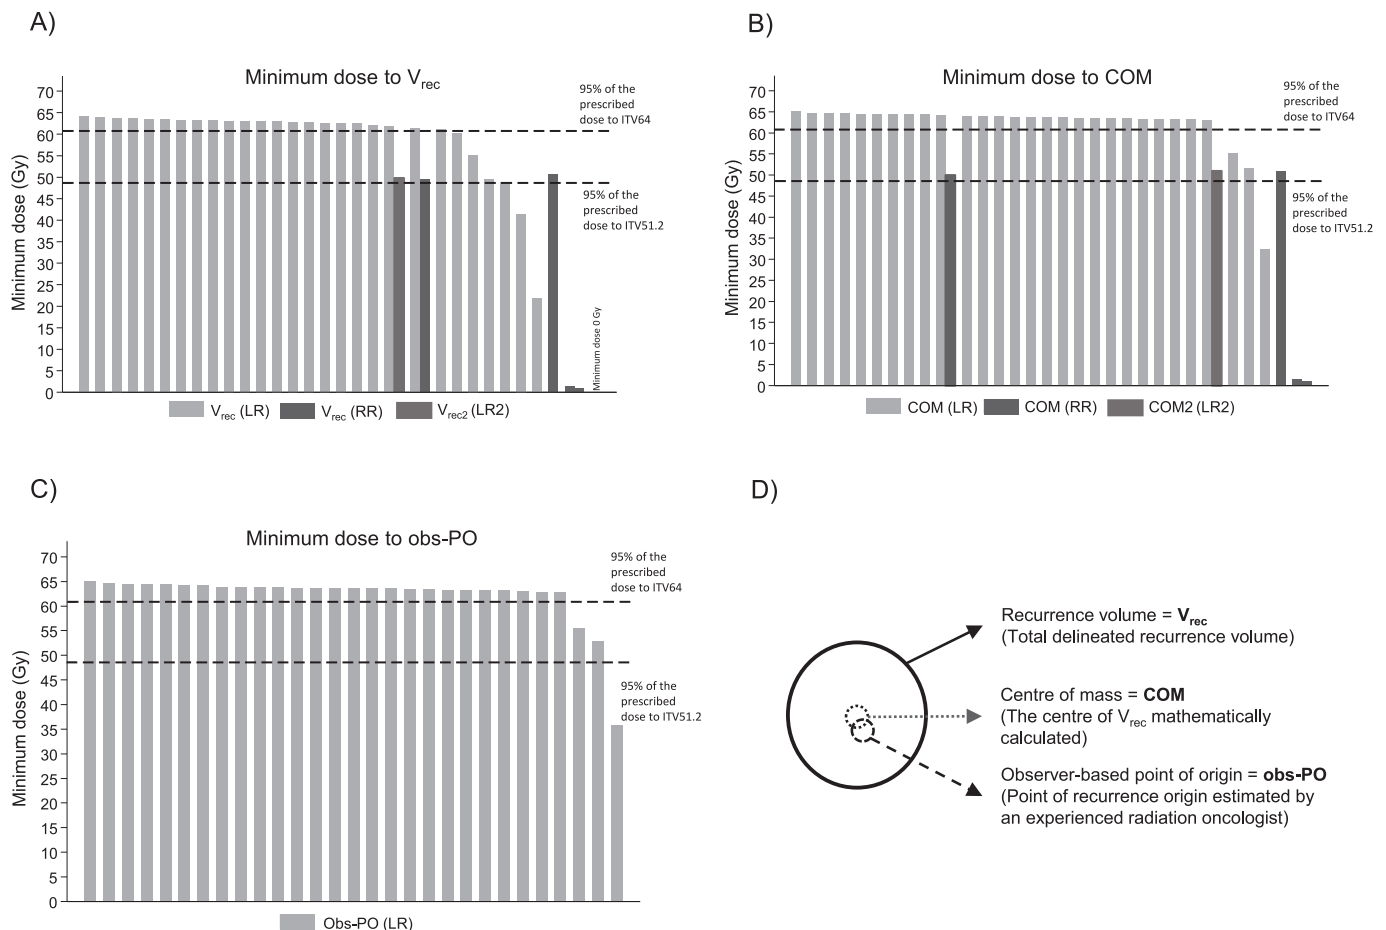 A)
Minimum dose to Vrec
95% of the
prescribed
dose to ITV64
95% of the
prescribed
dose to ITV51.2
Minimum dose (Gy)
70
65
60
55
50
45
40
35
30
25
20
15
10
5
0
Minimum dose 0 Gy
Vrec (LR)
Vrec (RR)
Vrec2 (LR2)
B)
Minimum dose to COM
95% of the
prescribed
dose to ITV64
95% of the
prescribed
dose to ITV51.2
Minimum dose (Gy)
70
65
60
55
50
45
40
35
30
25
20
15
10
5
0
COM (LR)
COM (RR)
COM2 (LR2)
C)
Minimum dose to obs-PO
95% of the
prescribed
dose to ITV64
95% of the
prescribed
dose to ITV51.2
Minimum dose (Gy)
70
65
60
55
50
45
40
35
30
25
20
15
10
5
0
Obs-PO (LR)
D)
Recurrence volume = Vrec
(Total delineated recurrence volume)
Centre of mass = COM
(The centre of Vrec mathematically
calculated)
Observer-based point of origin = obs-PO
(Point of recurrence origin estimated by
an experienced radiation oncologist)